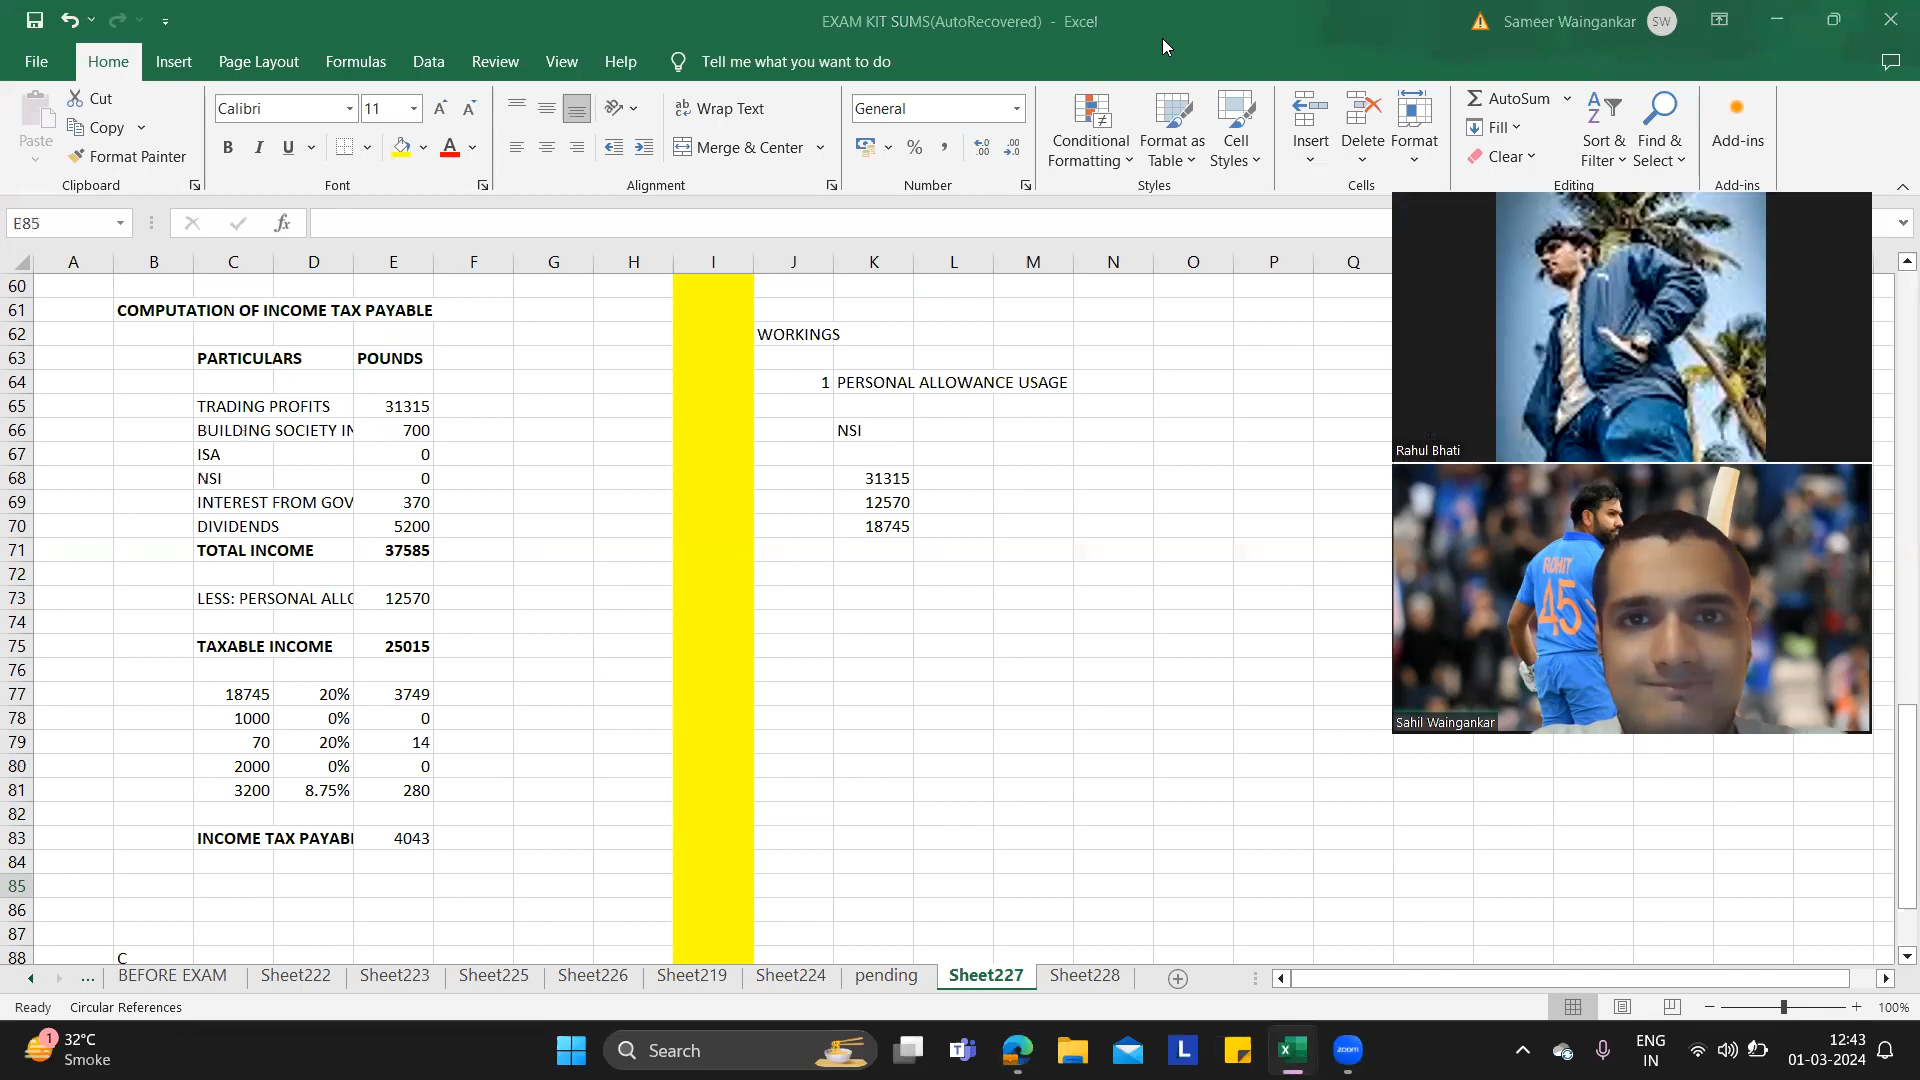 EXAM KIT SUMS(AutoRecovered) - Excel
Sameer Waingankar SW
File Home Insert Page Layout Formulas Data Review View Help Tell me what you want to do
Paste Cut Copy Format Painter Clipboard
Calibri 11 B I U A A A Font
ab Wrap Text Merge & Center Alignment
General % , Number
Conditional Formatting Format as Table Cell Styles Styles
Insert Delete Format Cells
AutoSum Fill Clear Sort & Filter Find & Select Editing
Add-ins Add-ins
E85 fx
A B C D E F G H I J K L M N O P Q
60
61 COMPUTATION OF INCOME TAX PAYABLE
62 WORKINGS
63 PARTICULARS POUNDS
64 1 PERSONAL ALLOWANCE USAGE
65 TRADING PROFITS 31315
66 BUILDING SOCIETY IN 700 NSI
67 ISA 0
68 NSI 0 31315
69 INTEREST FROM GOV 370 12570
70 DIVIDENDS 5200 18745
71 TOTAL INCOME 37585
72
73 LESS: PERSONAL ALLO 12570
74
75 TAXABLE INCOME 25015
76
77 18745 20% 3749
78 1000 0% 0
79 70 20% 14
80 2000 0% 0
81 3200 8.75% 280
82
83 INCOME TAX PAYABL 4043
84
85
86
87
88 C
Rahul Bhati
ROHIT
45
Sahil Waingankar
... BEFORE EXAM Sheet222 Sheet223 Sheet225 Sheet226 Sheet219 Sheet224 pending Sheet227 Sheet228
Ready Circular References 100%
1 32°C
Smoke
Search
L
zoom
ENG
IN
12:43
01-03-2024